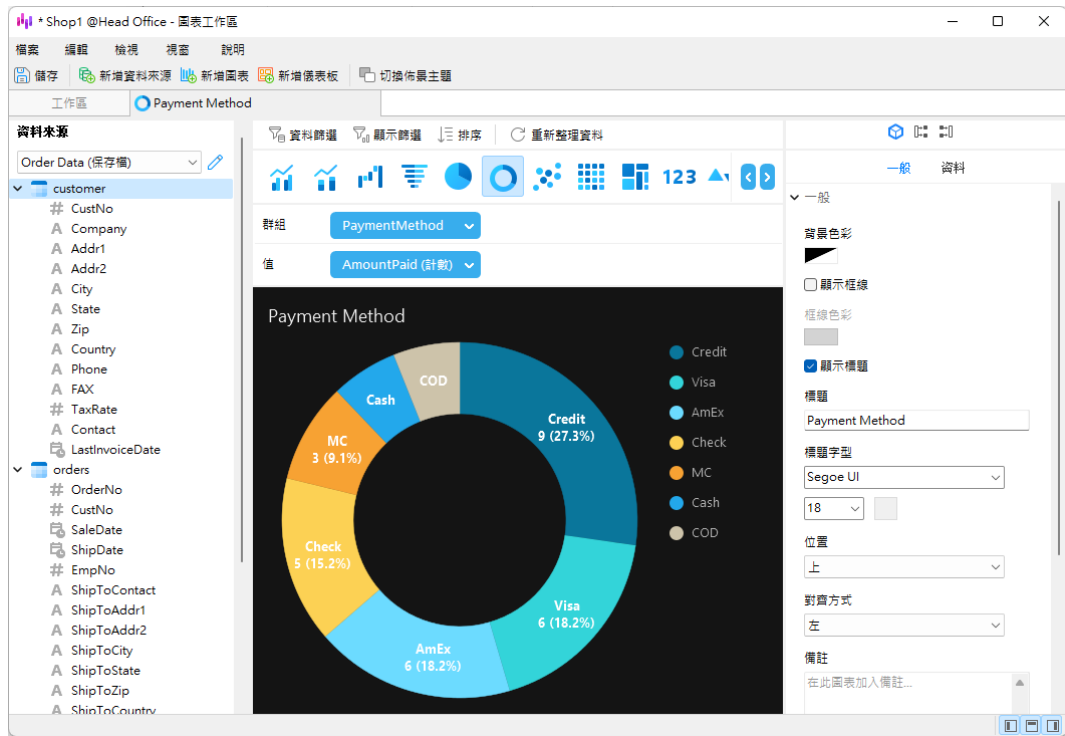 * Shop1 @Head Office - 圖表工作區
檔案 編輯 檢視 視窗 說明
儲存 新增資料來源 新增圖表 新增儀表板 切換佈景主題
工作區 Payment Method
資料來源
Order Data (保存檔)
customer
# CustNo
A Company
A Addr1
A Addr2
A City
A State
A Zip
A Country
A Phone
A FAX
# TaxRate
A Contact
LastInvoiceDate
orders
# OrderNo
# CustNo
SaleDate
ShipDate
# EmpNo
A ShipToContact
A ShipToAddr1
A ShipToAddr2
A ShipToCity
A ShipToState
A ShipToZip
A ShipToCountry
資料篩選 顯示篩選 排序 重新整理資料
123
群組 PaymentMethod
值 AmountPaid (計數)
Payment Method
COD
Cash
Credit
9 (27.3%)
MC
3 (9.1%)
Check
5 (15.2%)
Visa
6 (18.2%)
AmEx
6 (18.2%)
Credit
Visa
AmEx
Check
MC
Cash
COD
一般 資料
一般
背景色彩
顯示框線
框線色彩
顯示標題
標題
Payment Method
標題字型
Segoe UI
18
位置
上
對齊方式
左
備註
在此圖表加入備註...